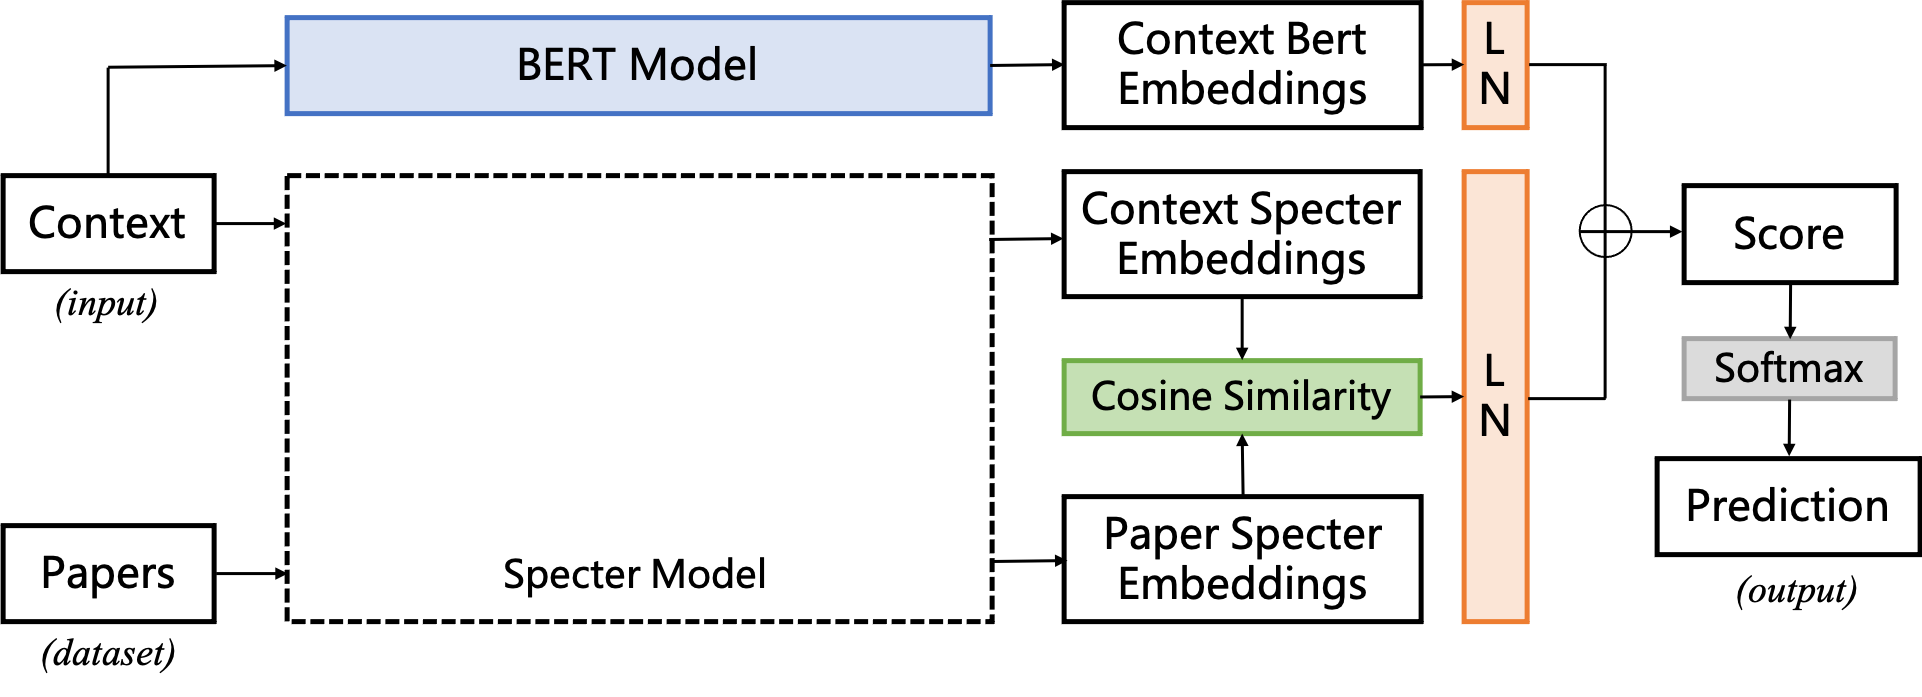 BERT Model
Context Bert
Embeddings
L
N
Context
(input)
Context Specter
Embeddings
Score
Cosine Similarity
L
N
Softmax
Papers
(dataset)
Specter Model
Paper Specter
Embeddings
Prediction
(output)